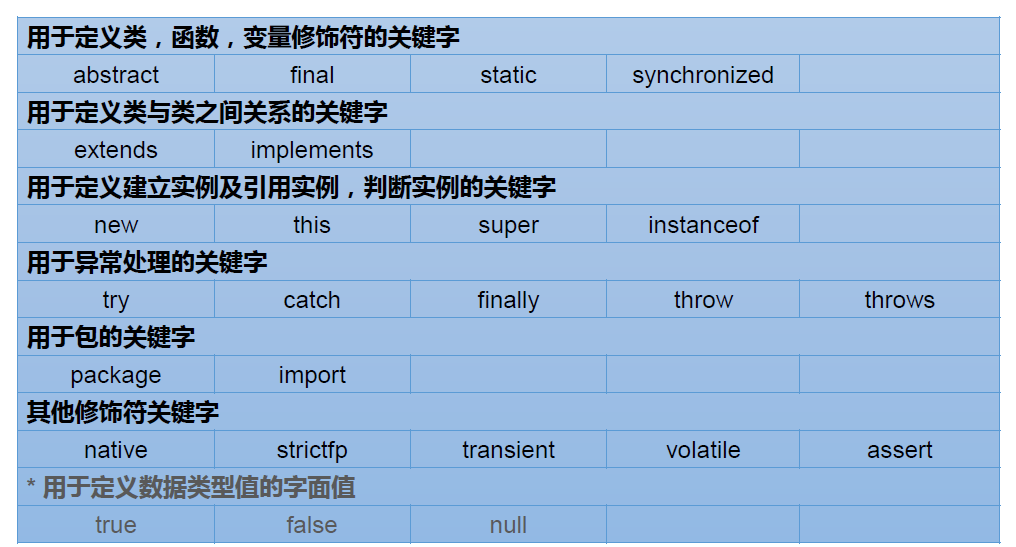 用于定义类，函数，变量修饰符的关键字
abstract final static synchronized
用于定义类与类之间关系的关键字
extends implements
用于定义建立实例及引用实例，判断实例的关键字
new this super instanceof
用于异常处理的关键字
try catch finally throw throws
用于包的关键字
package import
其他修饰符关键字
native strictfp transient volatile assert
* 用于定义数据类型值的字面值
true false null